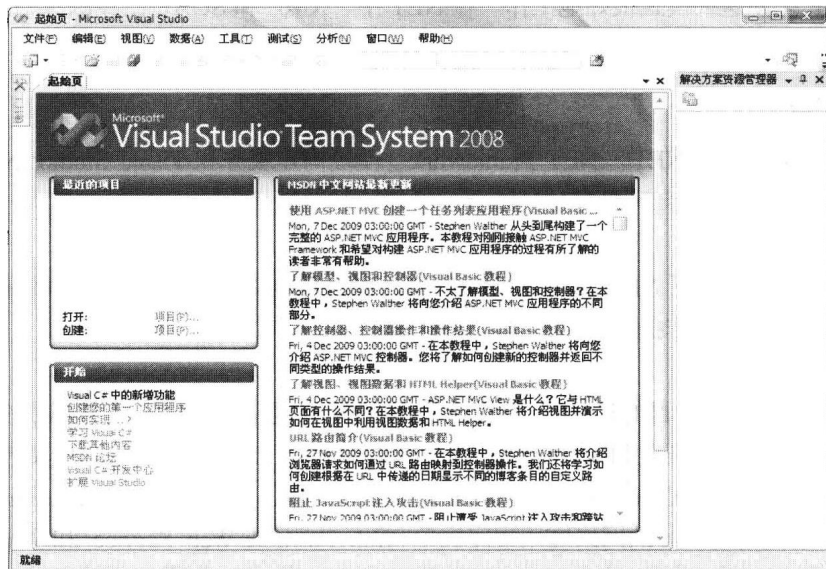 起始页 - Microsoft Visual Studio
文件(F) 编辑(E) 视图(V) 数据(A) 工具(T) 测试(S) 分析(N) 窗口(W) 帮助(H)
起始页
解决方案资源管理器
Microsoft®
Visual Studio Team System 2008
最近的项目
打开: 项目(P)...
创建: 项目(P)...
开始
Visual C# 中的新增功能
创建您的第一个应用程序
如何实现...?
学习 Visual C#
下载其他内容
MSDN 论坛
Visual C# 开发中心
扩展 Visual Studio
MSDN 中文网站最新更新
使用 ASP.NET MVC 创建一个任务列表应用程序(Visual Basic ...
Mon, 7 Dec 2009 03:00:00 GMT - Stephen Walther 从头到尾构建了一个
完整的 ASP.NET MVC 应用程序。本教程对刚刚接触 ASP.NET MVC
Framework 和希望对构建 ASP.NET MVC 应用程序的过程有所了解的
读者非常有帮助。
了解模型、视图和控制器(Visual Basic 教程)
Mon, 7 Dec 2009 03:00:00 GMT - 不太了解模型、视图和控制器?在本
教程中,Stephen Walther 将向您介绍 ASP.NET MVC 应用程序的不同
部分。
了解控制器、控制器操作和操作结果(Visual Basic 教程)
Fri, 4 Dec 2009 03:00:00 GMT - 在本教程中,Stephen Walther 将向您
介绍 ASP.NET MVC 控制器。您将了解如何创建新的控制器并返回不
同类型的操作结果。
了解视图、视图数据和 HTML Helper(Visual Basic 教程)
Fri, 4 Dec 2009 03:00:00 GMT - ASP.NET MVC View 是什么?它与 HTML
页面有什么不同?在本教程中,Stephen Walther 将介绍视图并演示
如何在视图中利用视图数据和 HTML Helper。
URL 路由简介(Visual Basic 教程)
Fri, 27 Nov 2009 03:00:00 GMT - 在本教程中,Stephen Walther 将介绍
浏览器请求如何通过 URL 路由映射到控制器操作。我们还将学习如
何创建根据在 URL 中传递的日期显示不同的博客条目的自定义路
由。
阻止 JavaScript 注入攻击(Visual Basic 教程)
Fri, 27 Nov 2009 03:00:00 GMT - 阻止遭受 JavaScript 注入攻击和跨站
就绪